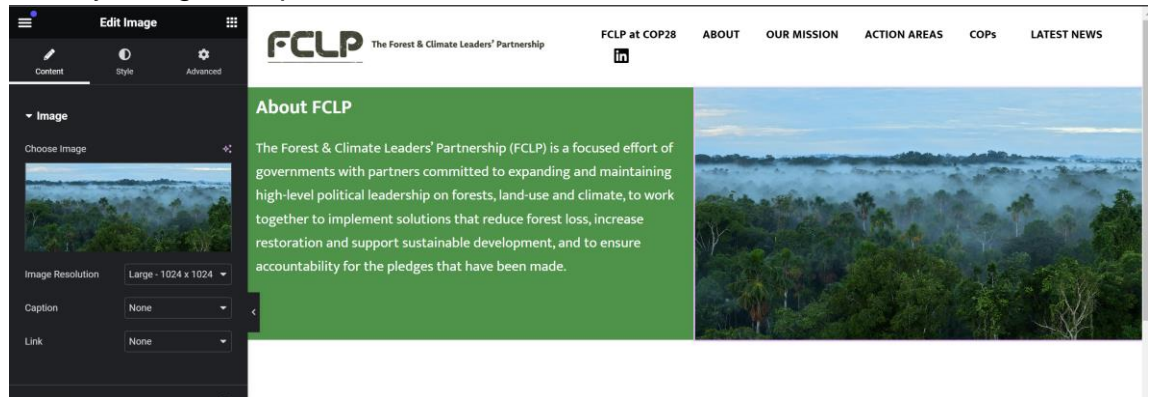 Edit Image
Content Style Advanced
Image
Choose Image
Image Resolution Large - 1024 x 1024
Caption None
Link None
FCLP The Forest & Climate Leaders' Partnership
FCLP at COP28 ABOUT OUR MISSION ACTION AREAS COPs LATEST NEWS
in
About FCLP
The Forest & Climate Leaders' Partnership (FCLP) is a focused effort of
governments with partners committed to expanding and maintaining
high-level political leadership on forests, land-use and climate, to work
together to implement solutions that reduce forest loss, increase
restoration and support sustainable development, and to ensure
accountability for the pledges that have been made.